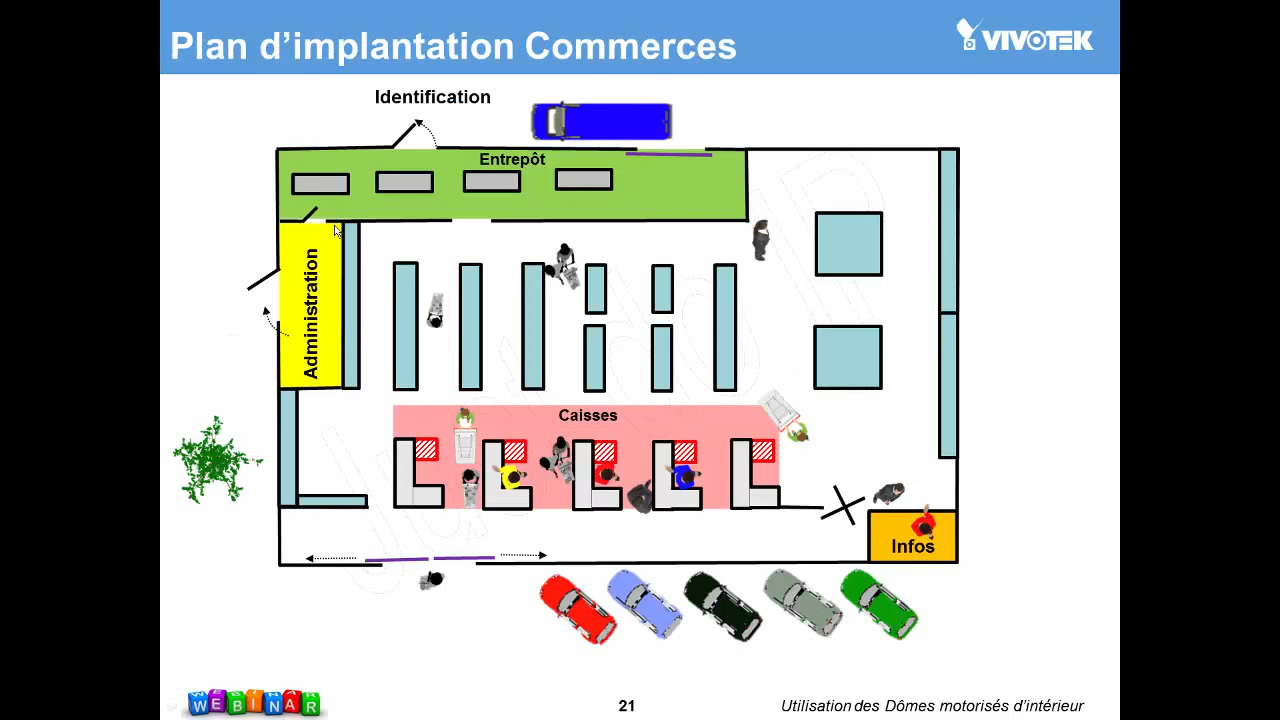 Plan d’implantation Commerces
VIVOTEK
Identification
Entrepôt
Administration
Caisses
Infos
WEBINAR
21
Utilisation des Dômes motorisés d’intérieur